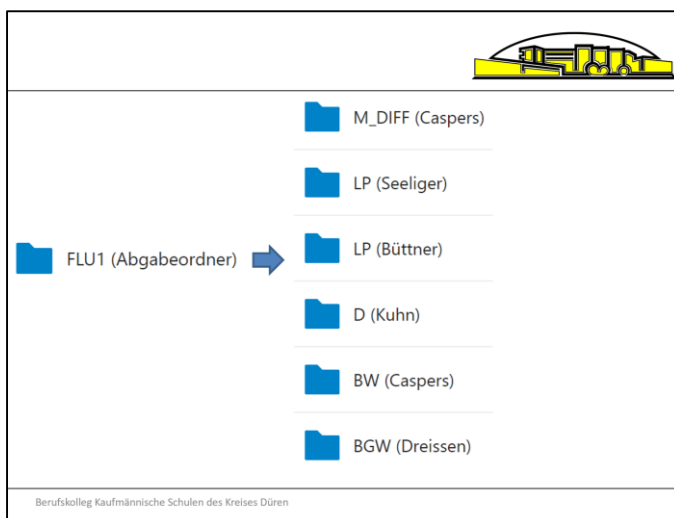 M_DIFF (Caspers)
LP (Seeliger)
FLU1 (Abgabeordner)
LP (Büttner)
D (Kuhn)
BW (Caspers)
BGW (Dreissen)
Berufskolleg Kaufmännische Schulen des Kreises Düren